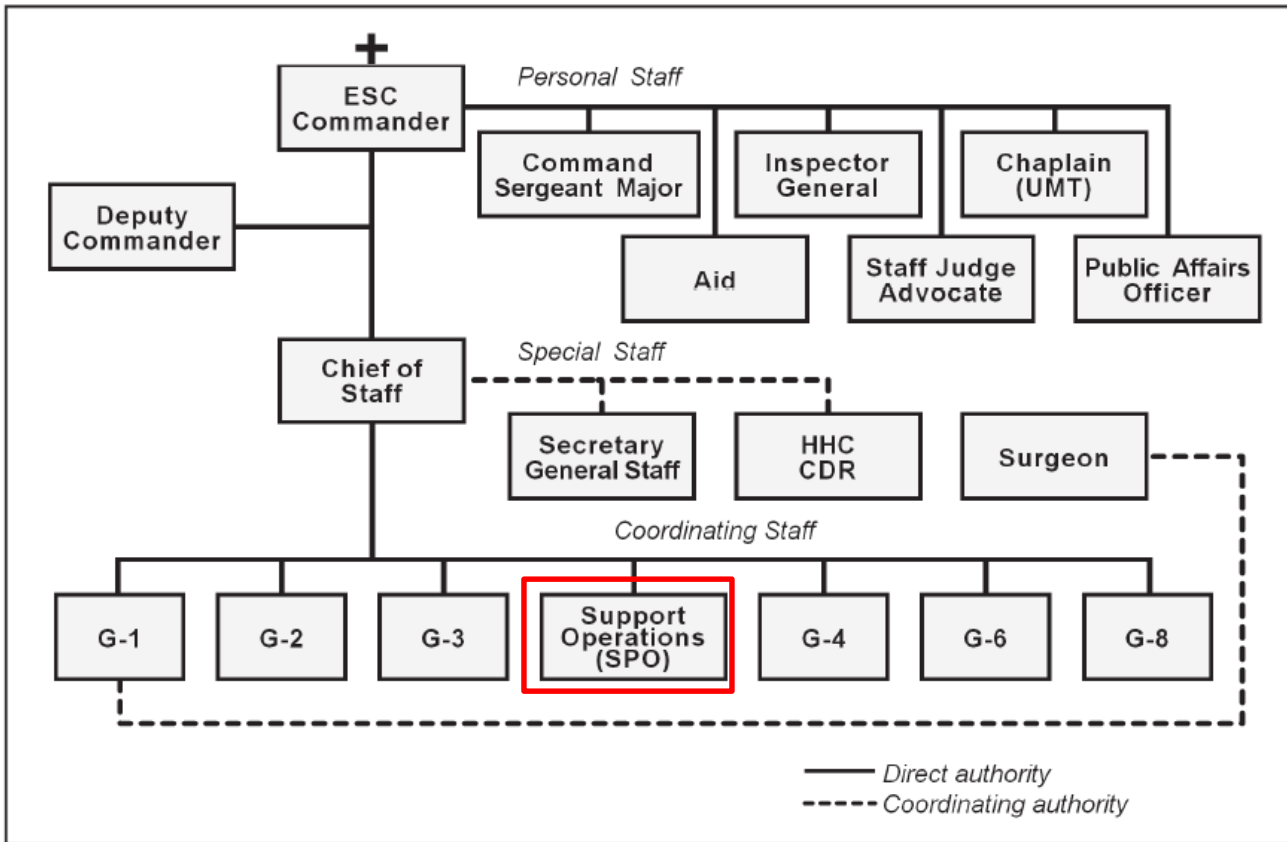 ESC
Commander
Personal Staff
Command
Sergeant Major
Inspector
General
Chaplain
(UMT)
Deputy
Commander
Aid
Staff Judge
Advocate
Public Affairs
Officer
Chief of
Staff
Special Staff
Secretary
General Staff
HHC
CDR
Surgeon
Coordinating Staff
G-1
G-2
G-3
Support
Operations
(SPO)
G-4
G-6
G-8
Direct authority
Coordinating authority